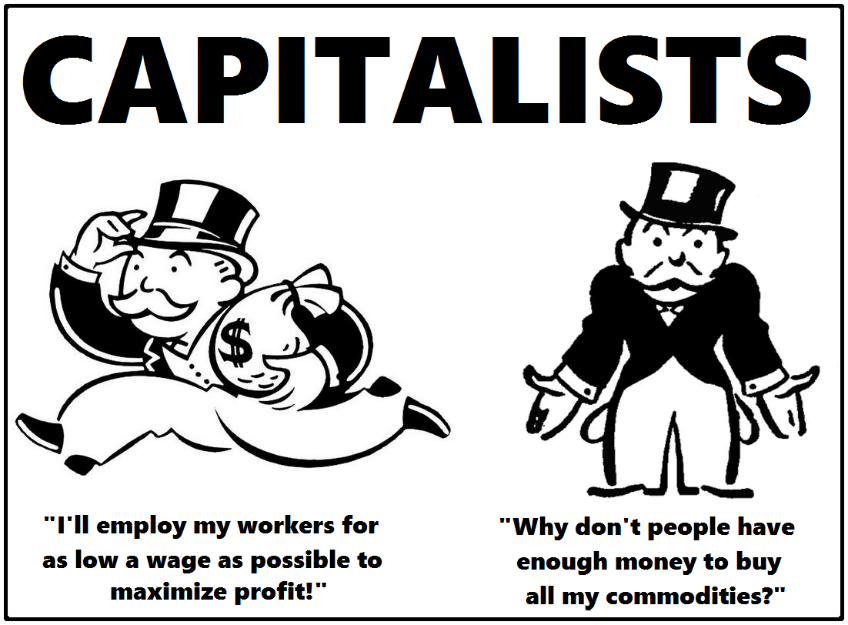 CAPITALISTS
$
"I'll employ my workers for
as low a wage as possible to
maximize profit!"
"Why don't people have
enough money to buy
all my commodities?"